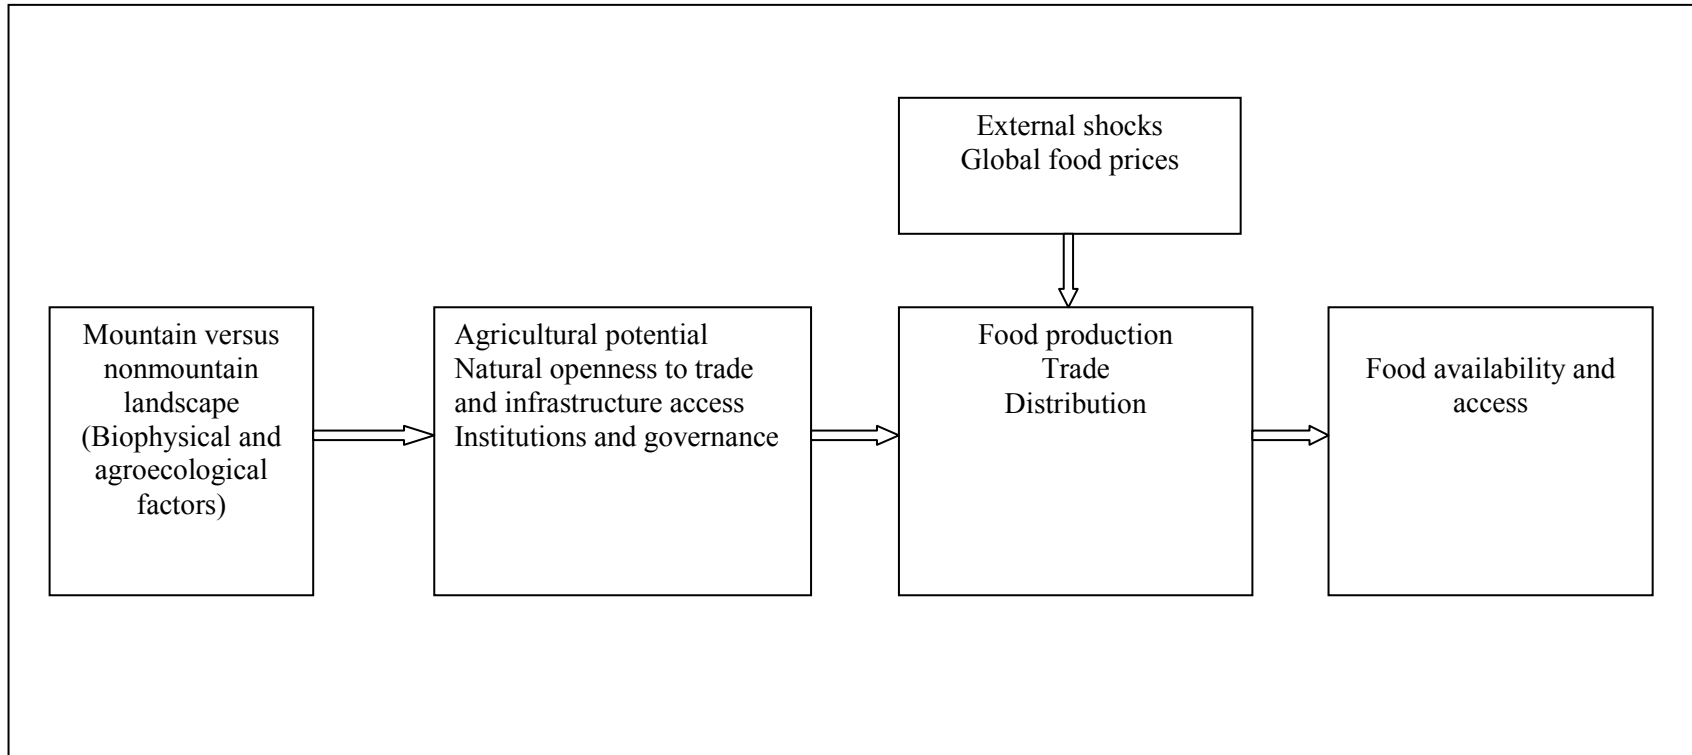 External shocks
Global food prices
Mountain versus
nonmountain
landscape
(Biophysical and
agroecological
factors)
Agricultural potential
Natural openness to trade
and infrastructure access
Institutions and governance
Food production
Trade
Distribution
Food availability and
access